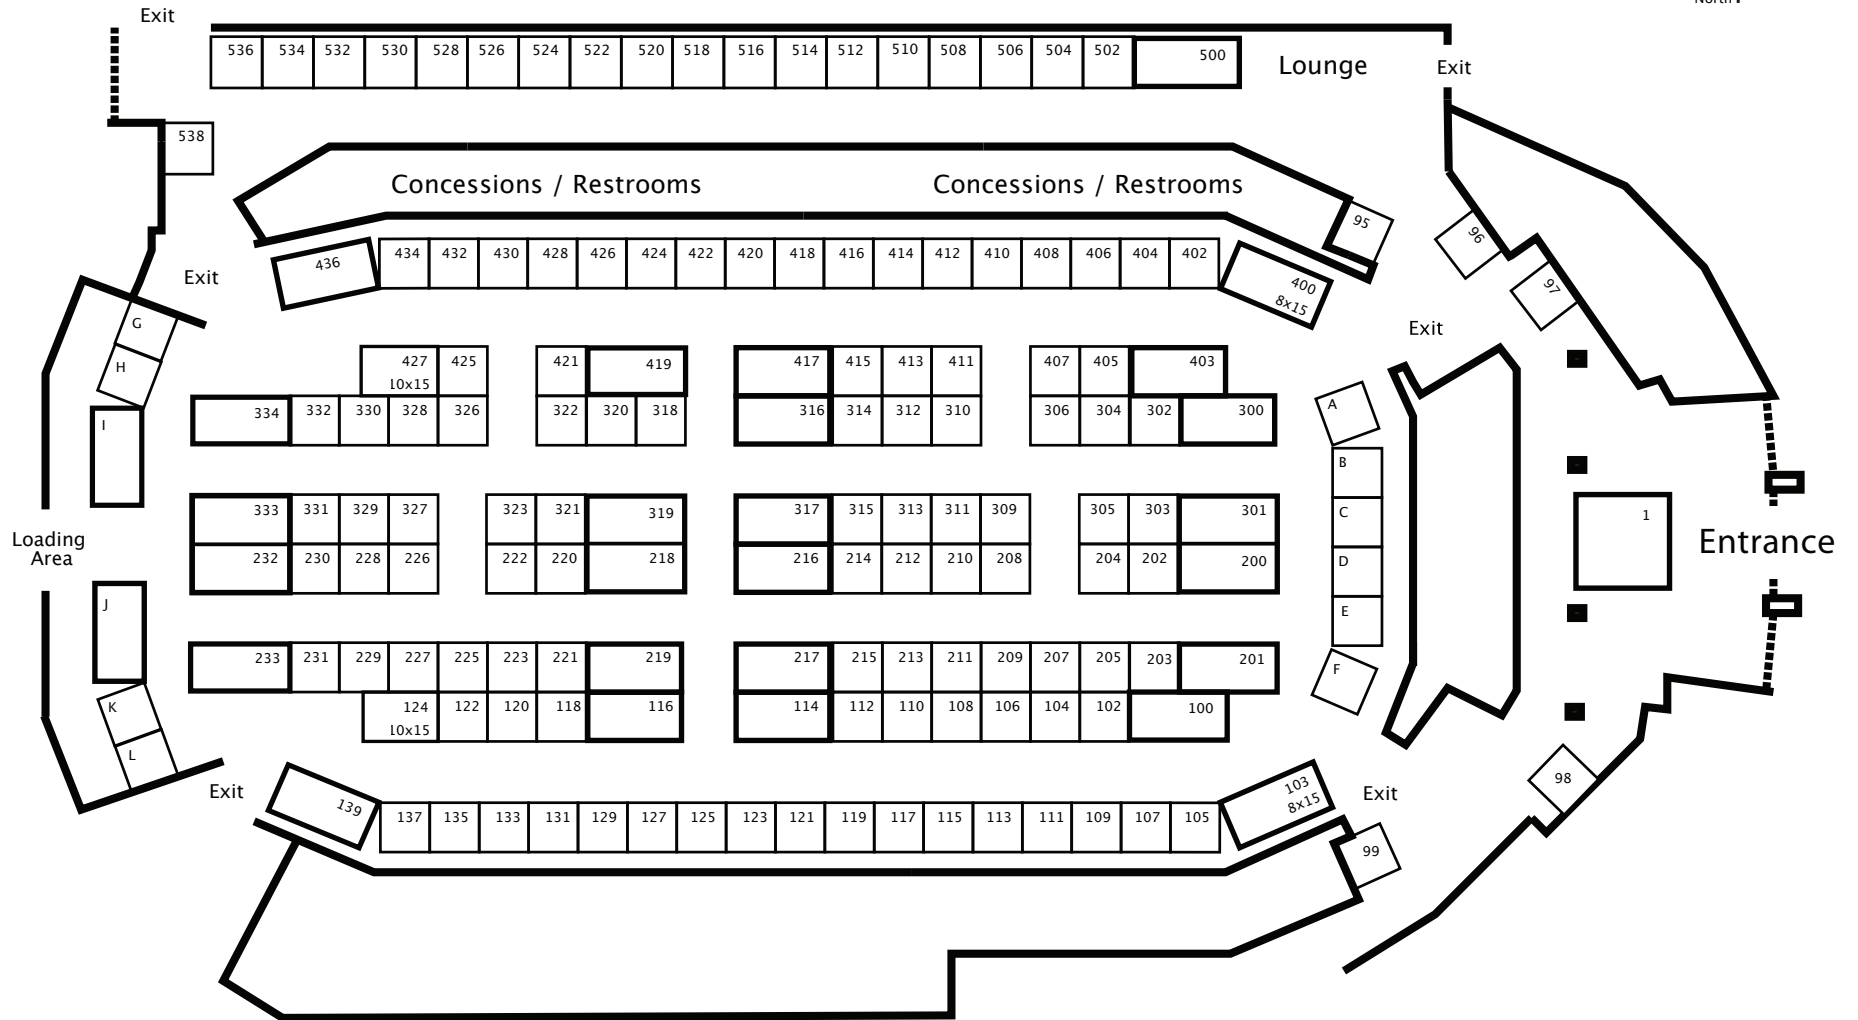 North
Exit
536 534 532 530 528 526 524 522 520 518 516 514 512 510 508 506 504 502 500
Lounge
Exit
538
Concessions / Restrooms
Concessions / Restrooms
95
96
97
Exit
436
434 432 430 428 426 424 422 420 418 416 414 412 410 408 406 404 402
400
8x15
Exit
G
H
I
427
10x15
425 421 419 417 415 413 411 407 405 403
334 332 330 328 326 322 320 318 316 314 312 310 306 304 302 300
A
B
C
D
E
F
333 331 329 327 323 321 319 317 315 313 311 309 305 303 301
232 230 228 226 222 220 218 216 214 212 210 208 204 202 200
1
Entrance
Loading
Area
J
K
L
233 231 229 227 225 223 221 219 217 215 213 211 209 207 205 203 201
124
10x15
122 120 118 116 114 112 110 108 106 104 102 100
98
Exit
139
137 135 133 131 129 127 125 123 121 119 117 115 113 111 109 107 105
103
8x15
Exit
99